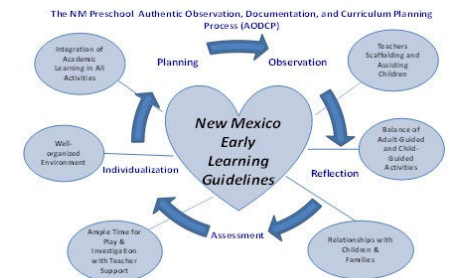 The NM Preschool Authentic Observation, Documentation, and Curriculum Planning
Process (AODCP)
Integration of
Academic
Learning in All
Activities
Planning
Observation
Teachers
Scaffolding and
Assisting
Children
New Mexico
Early
Learning
Guidelines
Well-
organized
Environment
Balance of
Adult-Guided
and Child-
Guided
Activities
Individualization
Reflection
Assessment
Ample Time for
Play &
Investigation
with Teacher
Support
Relationships with
Children &
Families